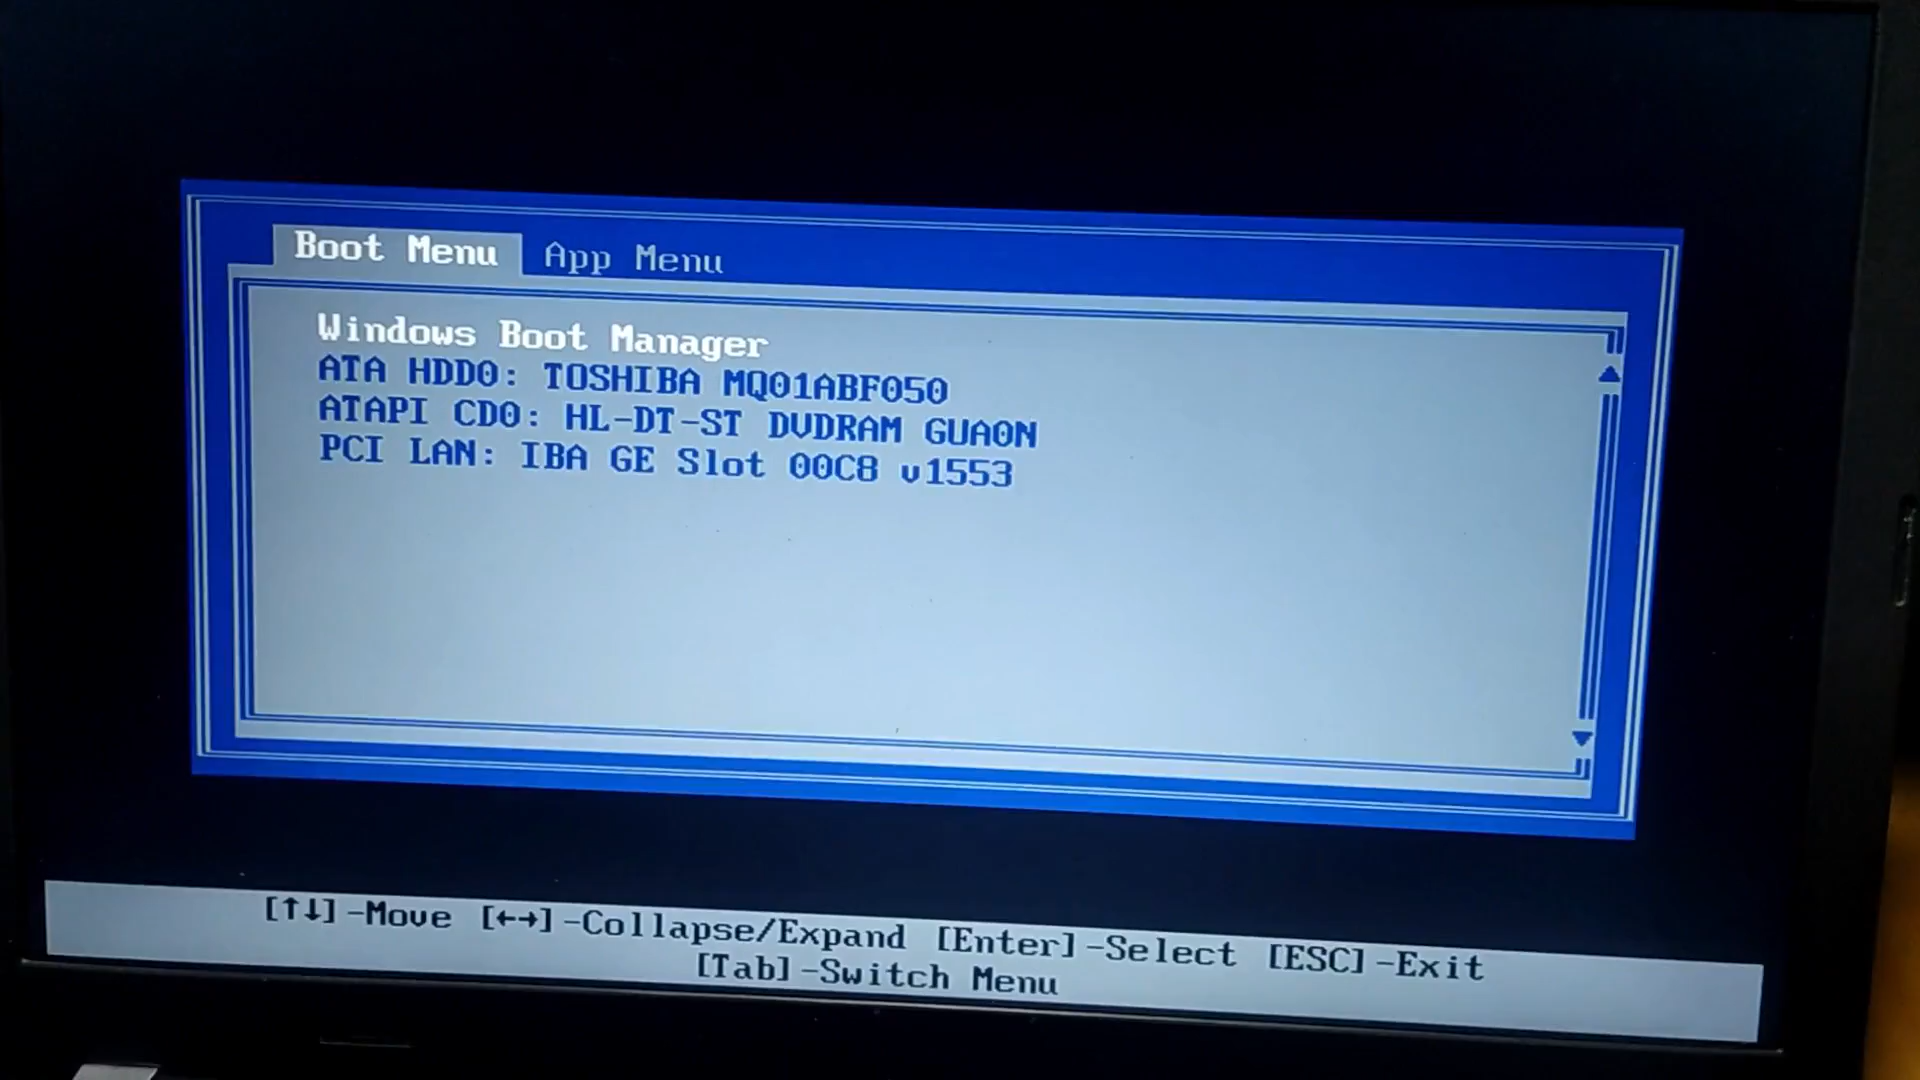 Boot Menu App Menu
Windows Boot Manager
ATA HDD0: TOSHIBA MQ01ABF050
ATAPI CD0: HL-DT-ST DVDRAM GUA0N
PCI LAN: IBA GE Slot 00C8 v1553
[↑↓]-Move [←→]-Collapse/Expand [Enter]-Select [ESC]-Exit
[Tab]-Switch Menu